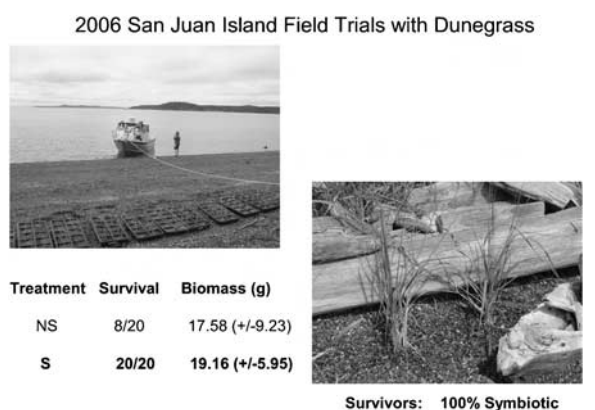 2006 San Juan Island Field Trials with Dunegrass
Treatment Survival Biomass (g)
NS 8/20 17.58 (+/-9.23)
S 20/20 19.16 (+/-5.95)
Survivors: 100% Symbiotic